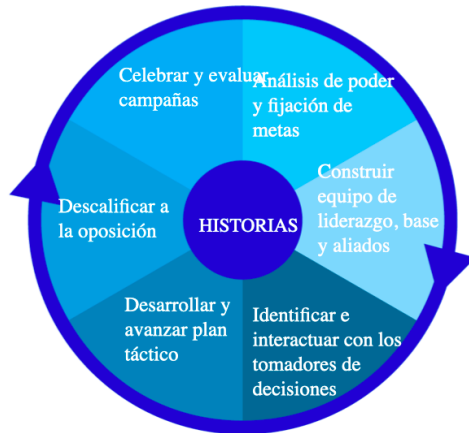 Celebrar y evaluar
campañas
Análisis de poder
y fijación de
metas
Construir
equipo de
liderazgo, base
y aliados
Identificar e
interactuar con los
tomadores de
decisiones
Desarrollar y
avanzar plan
táctico
Descalificar a
la oposición
HISTORIAS